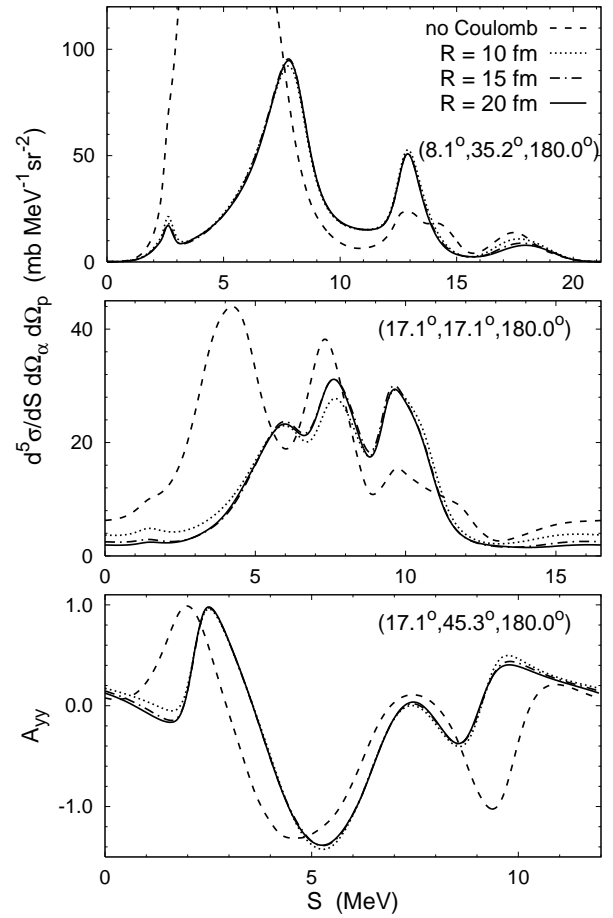 100
50
0
no Coulomb
R = 10 fm
R = 15 fm
R = 20 fm
(8.1°,35.2°,180.0°)
0 5 10 15 20
d⁵σ/dS dΩα dΩp (mb MeV⁻¹sr⁻²)
40
20
0
(17.1°,17.1°,180.0°)
0 5 10 15
Ayy
1.0
0.0
-1.0
(17.1°,45.3°,180.0°)
0 5 10
S (MeV)